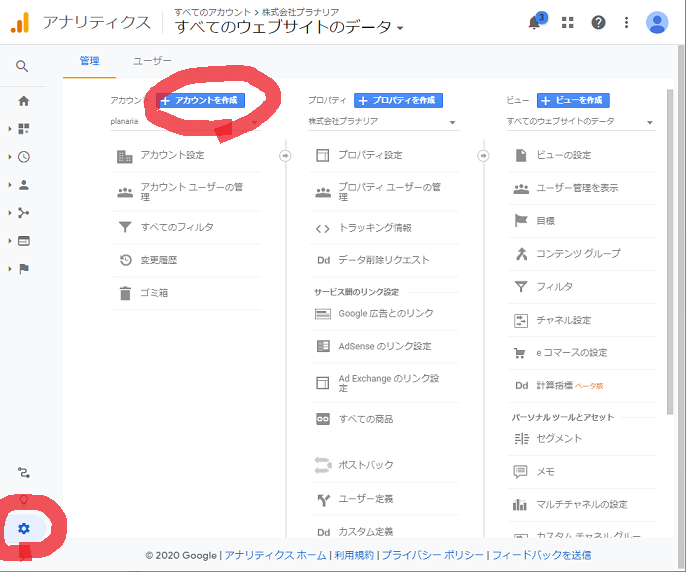 アナリティクス
すべてのアカウント > 株式会社プラナリア
すべてのウェブサイトのデータ
3
管理
ユーザー
アカウント
+ アカウントを作成
planaria
アカウント設定
アカウント ユーザーの管
理
すべてのフィルタ
変更履歴
ゴミ箱
プロパティ
+ プロパティを作成
株式会社プラナリア
プロパティ設定
プロパティ ユーザーの管
理
<> トラッキング情報
Dd データ削除リクエスト
サービス間のリンク設定
Google 広告とのリンク
AdSense のリンク設定
Ad Exchange のリンク設
定
すべての商品
ポストバック
ユーザー定義
Dd カスタム定義
ビュー
+ ビューを作成
すべてのウェブサイトのデータ
ビューの設定
ユーザー管理を表示
目標
コンテンツ グループ
フィルタ
チャネル設定
e コマースの設定
Dd 計算指標 ベータ版
パーソナル ツールとアセット
セグメント
メモ
マルチチャネルの設定
カスタム チャネル グルー
© 2020 Google | アナリティクス ホーム | 利用規約 | プライバシー ポリシー | フィードバックを送信